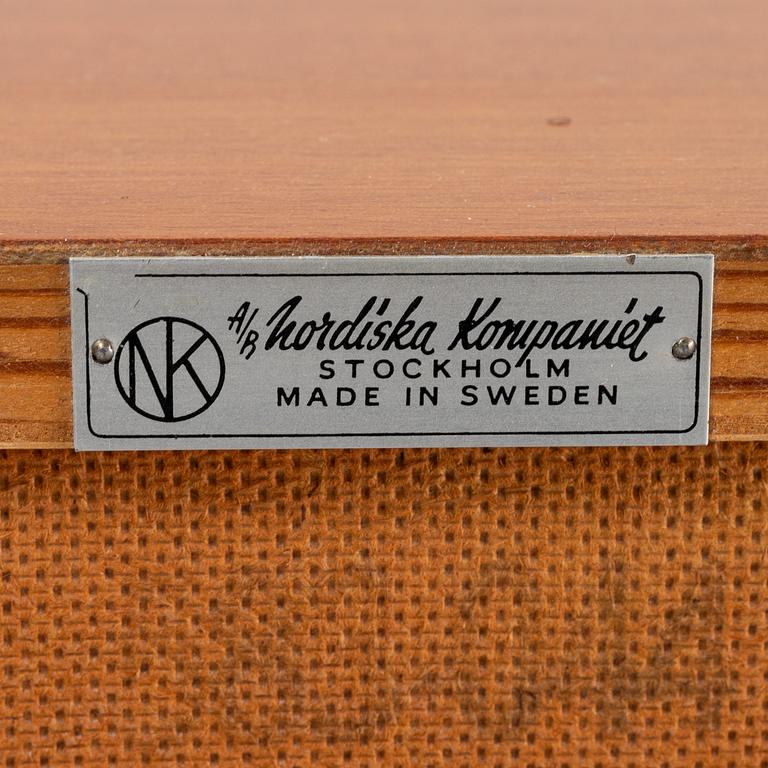 NK
A/B Nordiska Kompaniet
STOCKHOLM
MADE IN SWEDEN